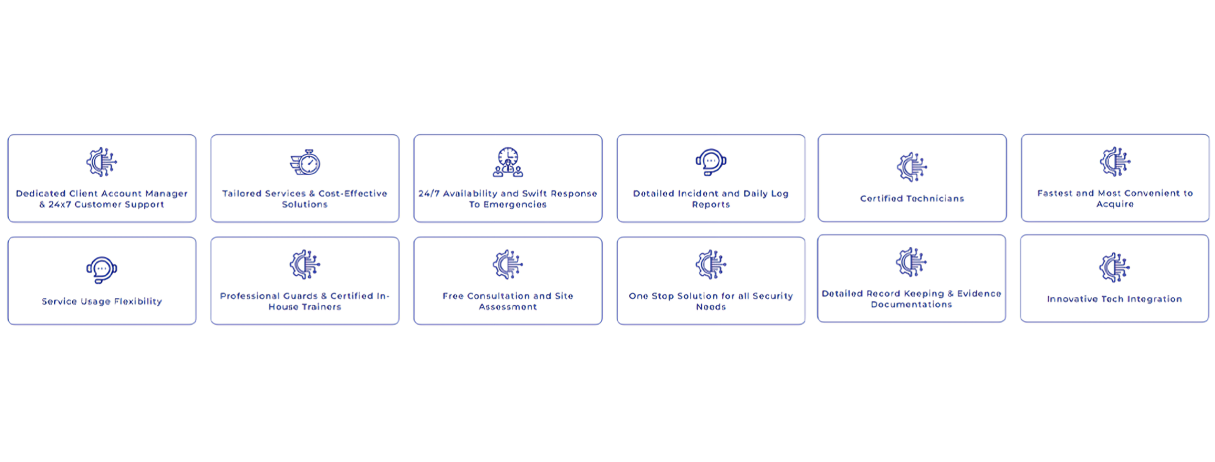 Dedicated Client Account Manager
& 24x7 Customer Support
Tailored Services & Cost-Effective
Solutions
24/7 Availability and Swift Response
To Emergencies
Detailed Incident and Daily Log
Reports
Certified Technicians
Fastest and Most Convenient to
Acquire
Service Usage Flexibility
Professional Guards & Certified In-
House Trainers
Free Consultation and Site
Assessment
One Stop Solution for all Security
Needs
Detailed Record Keeping & Evidence
Documentations
Innovative Tech Integration